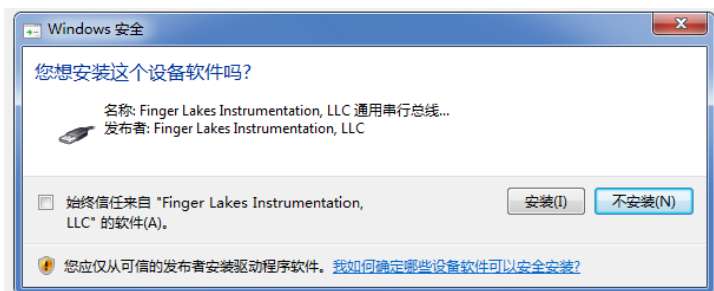 Windows 安全
您想安装这个设备软件吗?
名称: Finger Lakes Instrumentation, LLC 通用串行总线...
发布者: Finger Lakes Instrumentation, LLC
始终信任来自 "Finger Lakes Instrumentation,
LLC" 的软件(A)。
安装(I)
不安装(N)
您应仅从可信的发布者安装驱动程序软件。我如何确定哪些设备软件可以安全安装?